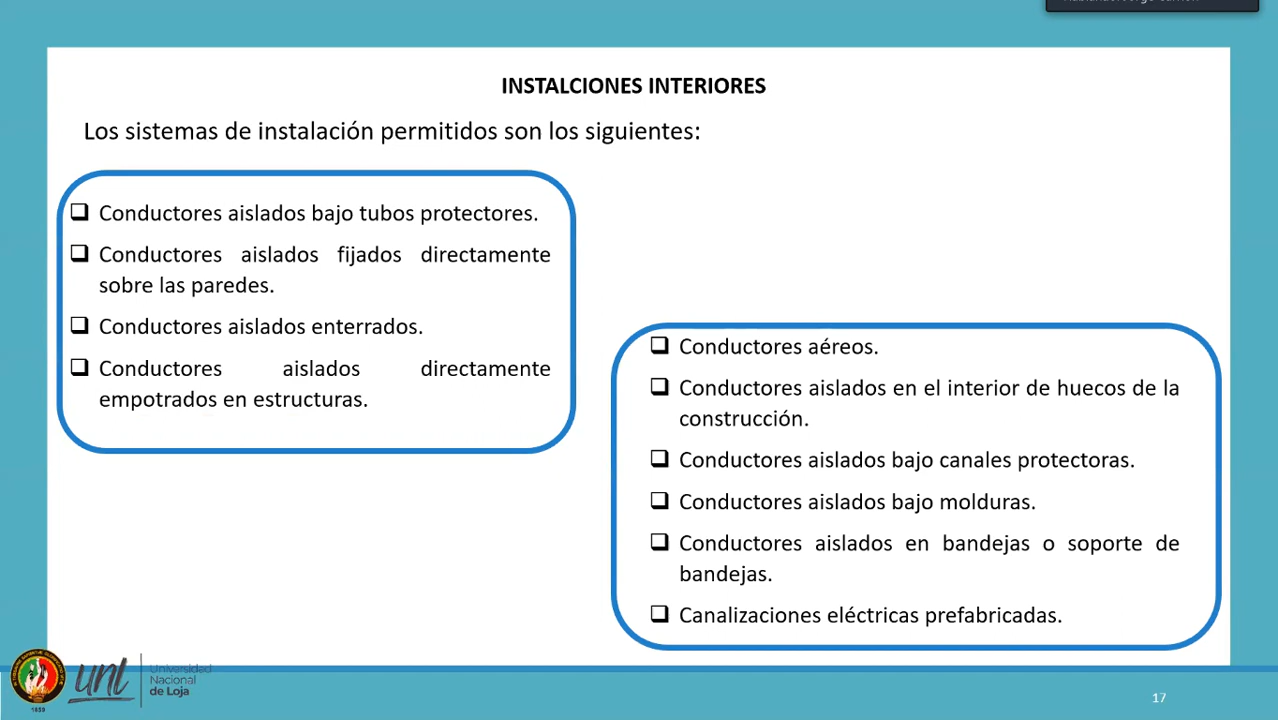 INSTALCIONES INTERIORES
Los sistemas de instalación permitidos son los siguientes:
❑ Conductores aislados bajo tubos protectores.
❑ Conductores aislados fijados directamente
sobre las paredes.
❑ Conductores aislados enterrados.
❑ Conductores aislados directamente
empotrados en estructuras.
❑ Conductores aéreos.
❑ Conductores aislados en el interior de huecos de la
construcción.
❑ Conductores aislados bajo canales protectoras.
❑ Conductores aislados bajo molduras.
❑ Conductores aislados en bandejas o soporte de
bandejas.
❑ Canalizaciones eléctricas prefabricadas.
unl
Universidad
Nacional
de Loja
1859
17